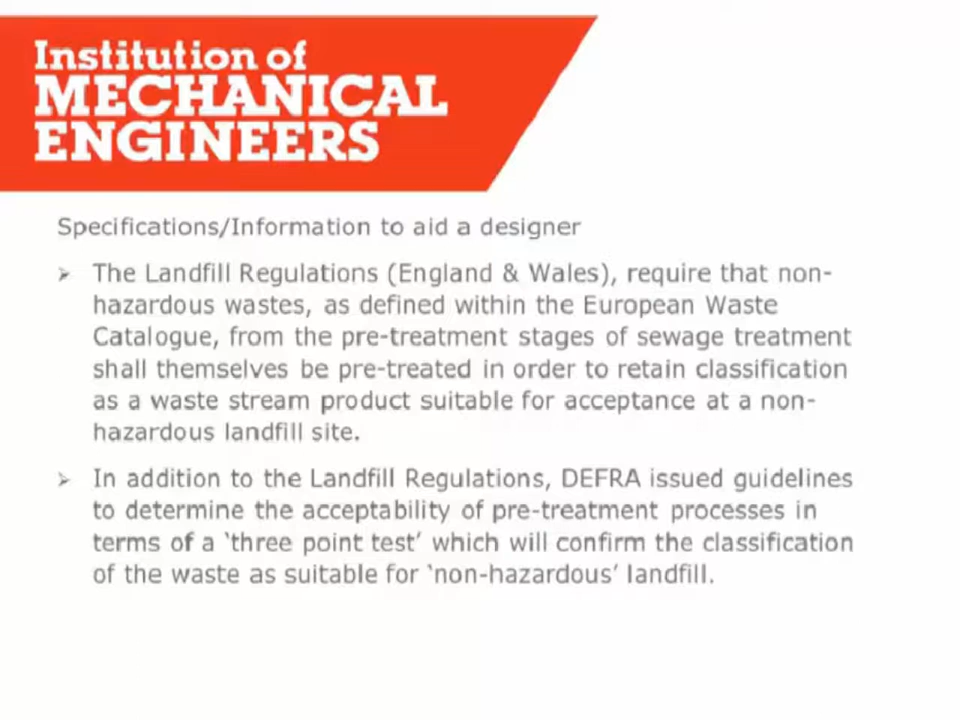 Institution of
MECHANICAL
ENGINEERS
Specifications/Information to aid a designer
➢ The Landfill Regulations (England & Wales), require that non-
hazardous wastes, as defined within the European Waste
Catalogue, from the pre-treatment stages of sewage treatment
shall themselves be pre-treated in order to retain classification
as a waste stream product suitable for acceptance at a non-
hazardous landfill site.
➢ In addition to the Landfill Regulations, DEFRA issued guidelines
to determine the acceptability of pre-treatment processes in
terms of a ‘three point test’ which will confirm the classification
of the waste as suitable for ‘non-hazardous’ landfill.